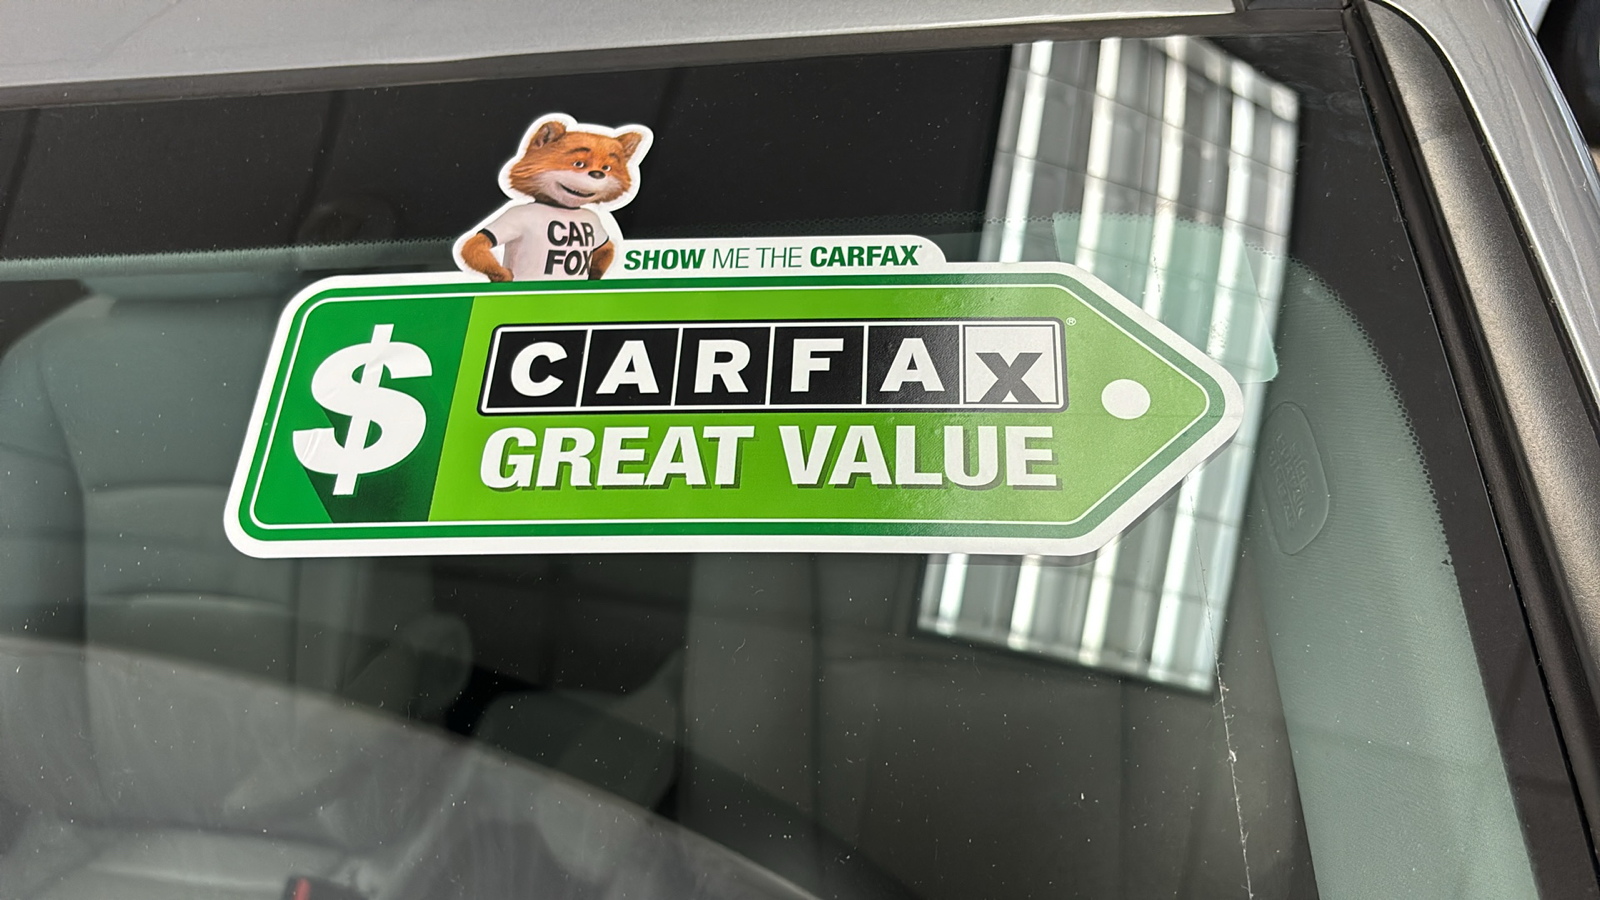 CAR
FOX
SHOW ME THE CARFAX
$
CARFAX®
GREAT VALUE